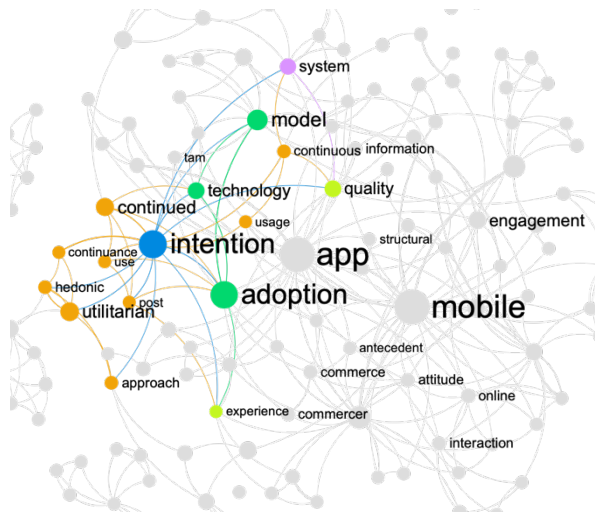 system
model
continuous
information
tam
technology
quality
continued
usage
engagement
intention
structural
app
continuance
use
hedonic
adoption
utilitarian
post
mobile
antecedent
commerce
attitude
approach
online
experience
commercer
interaction